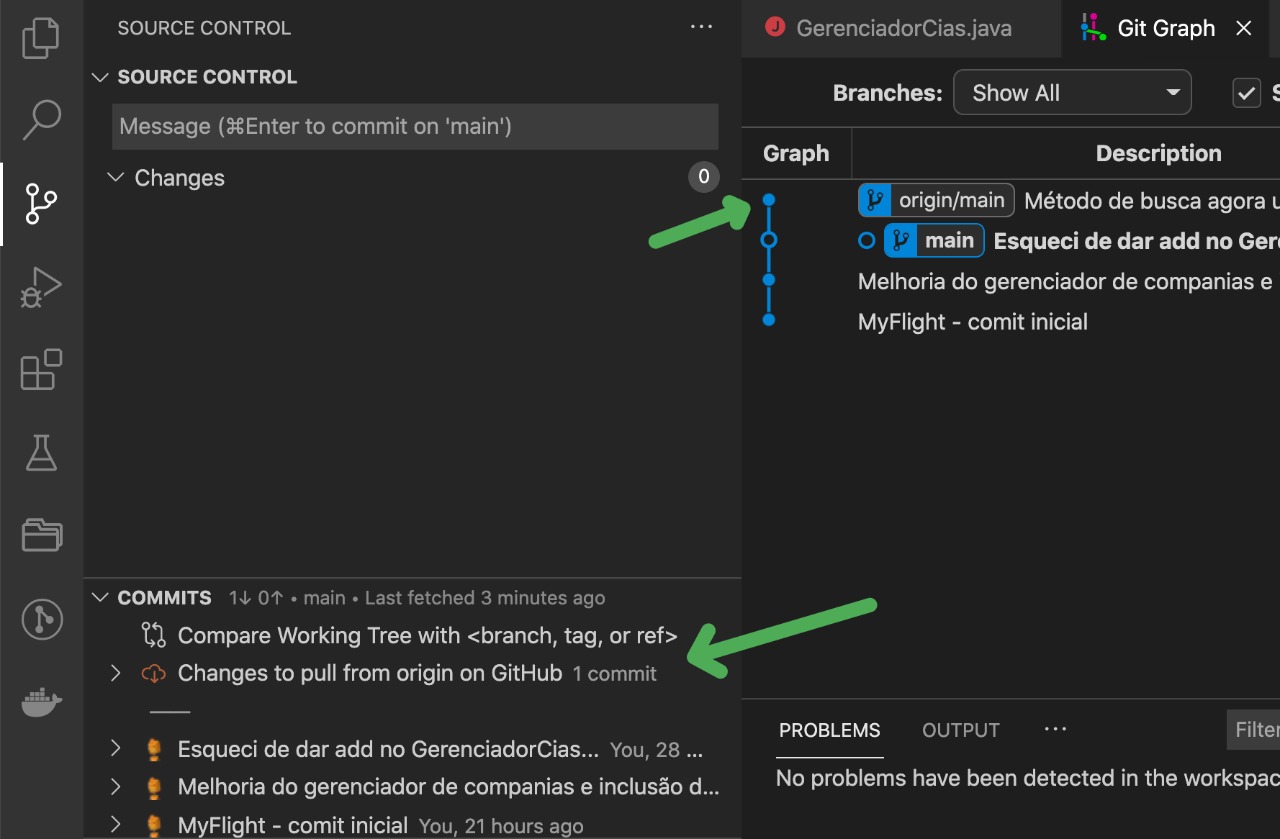 SOURCE CONTROL ...
SOURCE CONTROL
Message (⌘Enter to commit on 'main')
Changes 0
COMMITS 1↓ 0↑ • main • Last fetched 3 minutes ago
Compare Working Tree with <branch, tag, or ref>
Changes to pull from origin on GitHub 1 commit
Esqueci de dar add no GerenciadorCias... You, 28 ...
Melhoria do gerenciador de companias e inclusão d...
MyFlight - comit inicial You, 21 hours ago
J GerenciadorCias.java Git Graph
Branches: Show All S
Graph Description
origin/main Método de busca agora u
main Esqueci de dar add no Ger
Melhoria do gerenciador de companias e
MyFlight - comit inicial
PROBLEMS OUTPUT ... Filter
No problems have been detected in the workspac